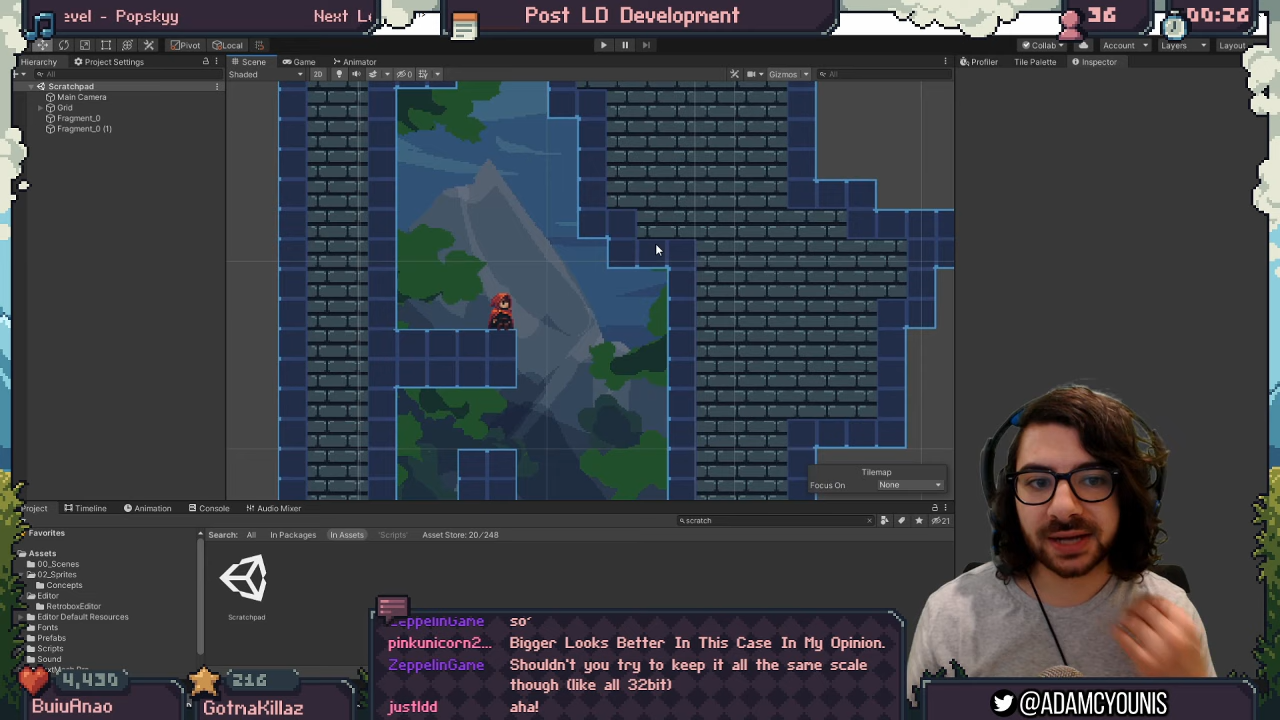 evel - Popskyy
Next Le
Post LD Development
36
00:26
Pivot
Local
Collab
Account
Layers
Layout
Hierarchy
Project Settings
Scene
Game
Animator
Profiler
Tile Palette
Inspector
All
Shaded
2D
0
Gizmos
All
Scratchpad
Main Camera
Grid
Fragment_0
Fragment_0 (1)
Tilemap
Focus On
None
Project
Timeline
Animation
Console
Audio Mixer
scratch
21
Favorites
Search:
All
In Packages
In Assets
'Scripts'
Asset Store: 20/248
Assets
00_Scenes
02_Sprites
Concepts
Editor
RetroboxEditor
Editor Default Resources
Fonts
Prefabs
Scripts
Sound
Scratchpad
ZeppelinGame so"
pinkunicorn2... Bigger Looks Better In This Case In My Opinion.
ZeppelinGame Shouldn't you try to keep it all the same scale
though (like all 32bit)
justldd aha!
4,430
BuiuAnao
216
GotmaKillaz
@ADAMCYOUNIS